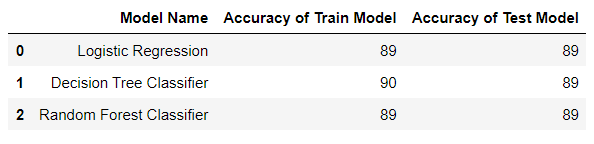 Model Name Accuracy of Train Model Accuracy of Test Model
0 Logistic Regression 89 89
1 Decision Tree Classifier 90 89
2 Random Forest Classifier 89 89